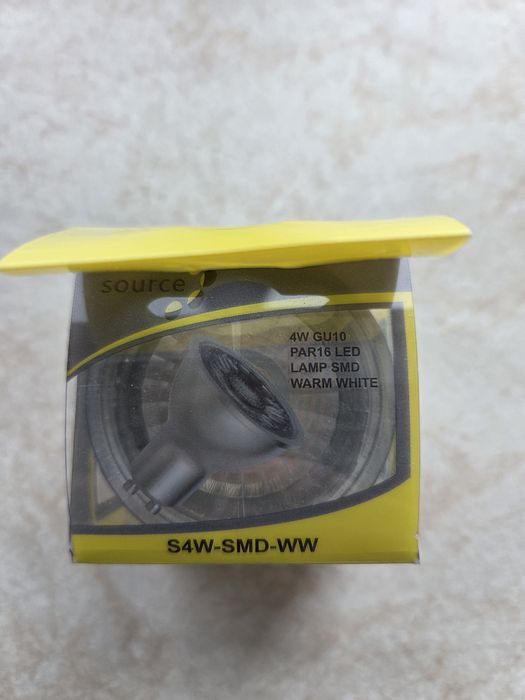 source
4W GU10
PAR16 LED
LAMP SMD
WARM WHITE
S4W-SMD-WW